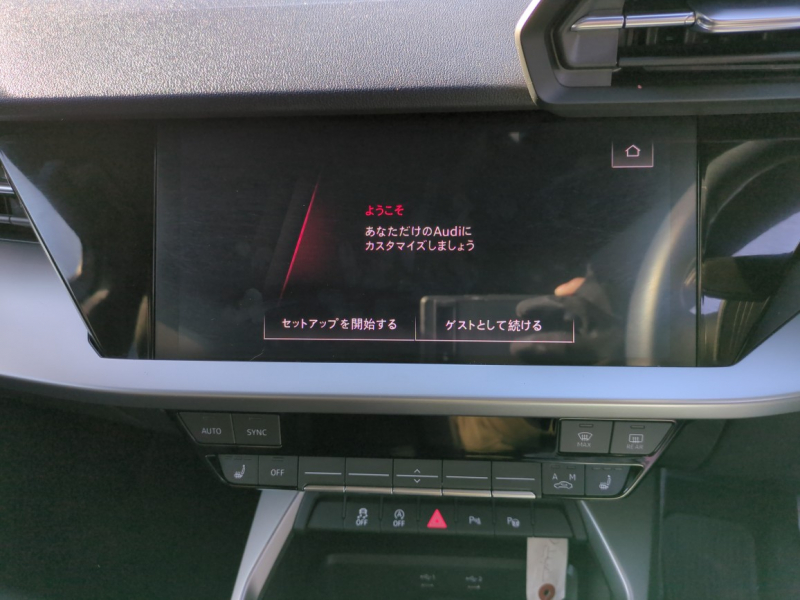 ようこそ
あなただけのAudiに
カスタマイズしましょう
セットアップを開始する
ゲストとして続ける
AUTO SYNC
MAX REAR
OFF
A M
OFF OFF P P